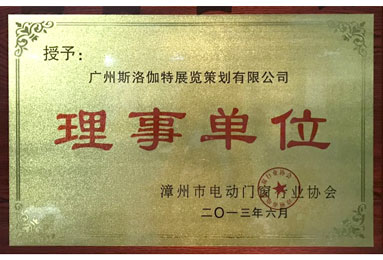 授予：
广州斯洛伽特展览策划有限公司
理事单位
漳州市电动门窗行业协会
二〇一三年六月